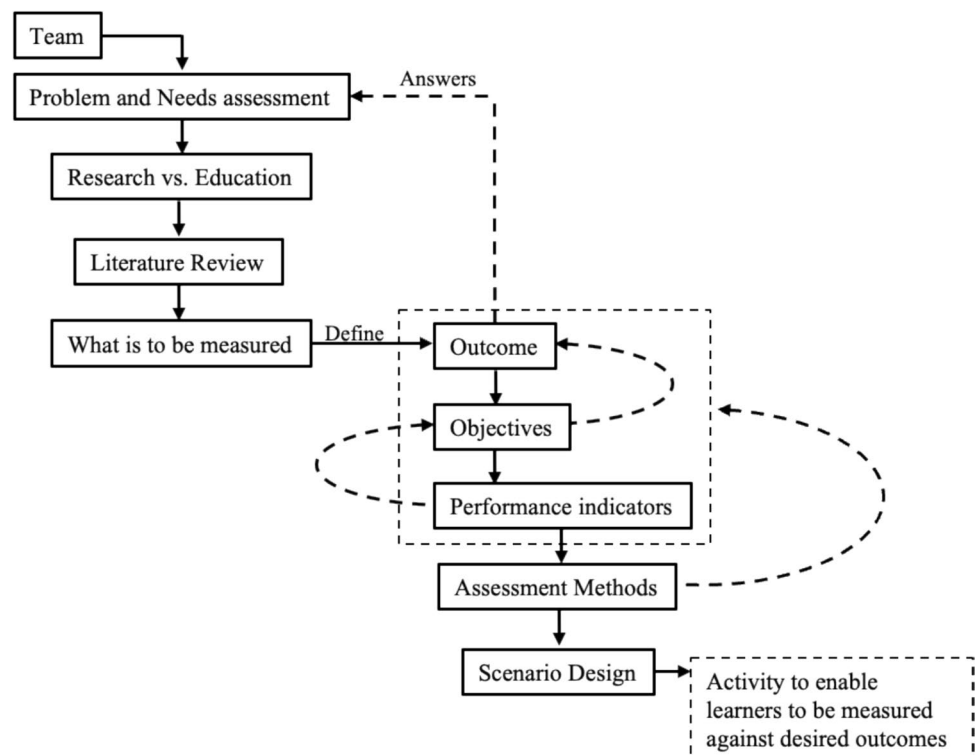 Team
Answers
Problem and Needs assessment
Research vs. Education
Literature Review
What is to be measured
Define
Outcome
Objectives
Performance indicators
Assessment Methods
Scenario Design
Activity to enable
learners to be measured
against desired outcomes